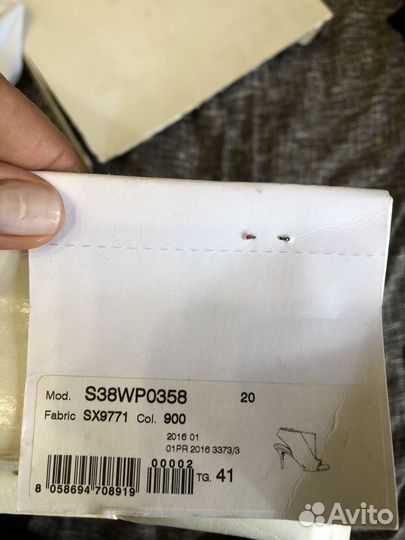 Mod. S38WP0358 20
Fabric SX9771 Col. 900
2016 01
01PR 2016 3373/3
00002
TG. 41
8 058694 708919
Avito